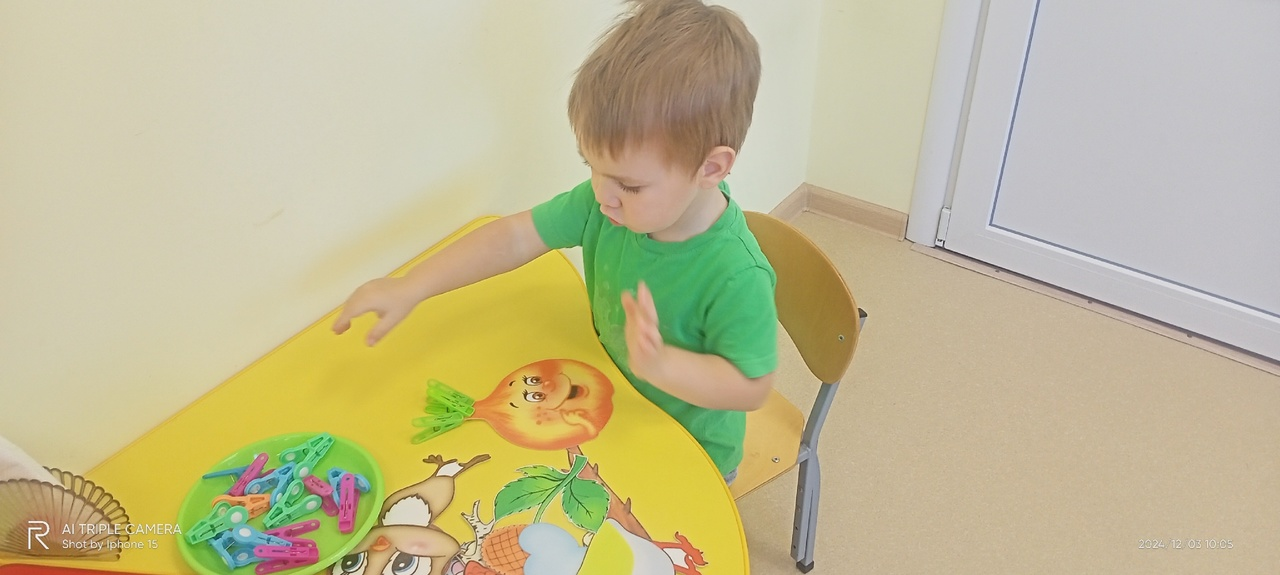 R
AI TRIPLE CAMERA
Shot by Iphone 15
2024 12 03 10:05